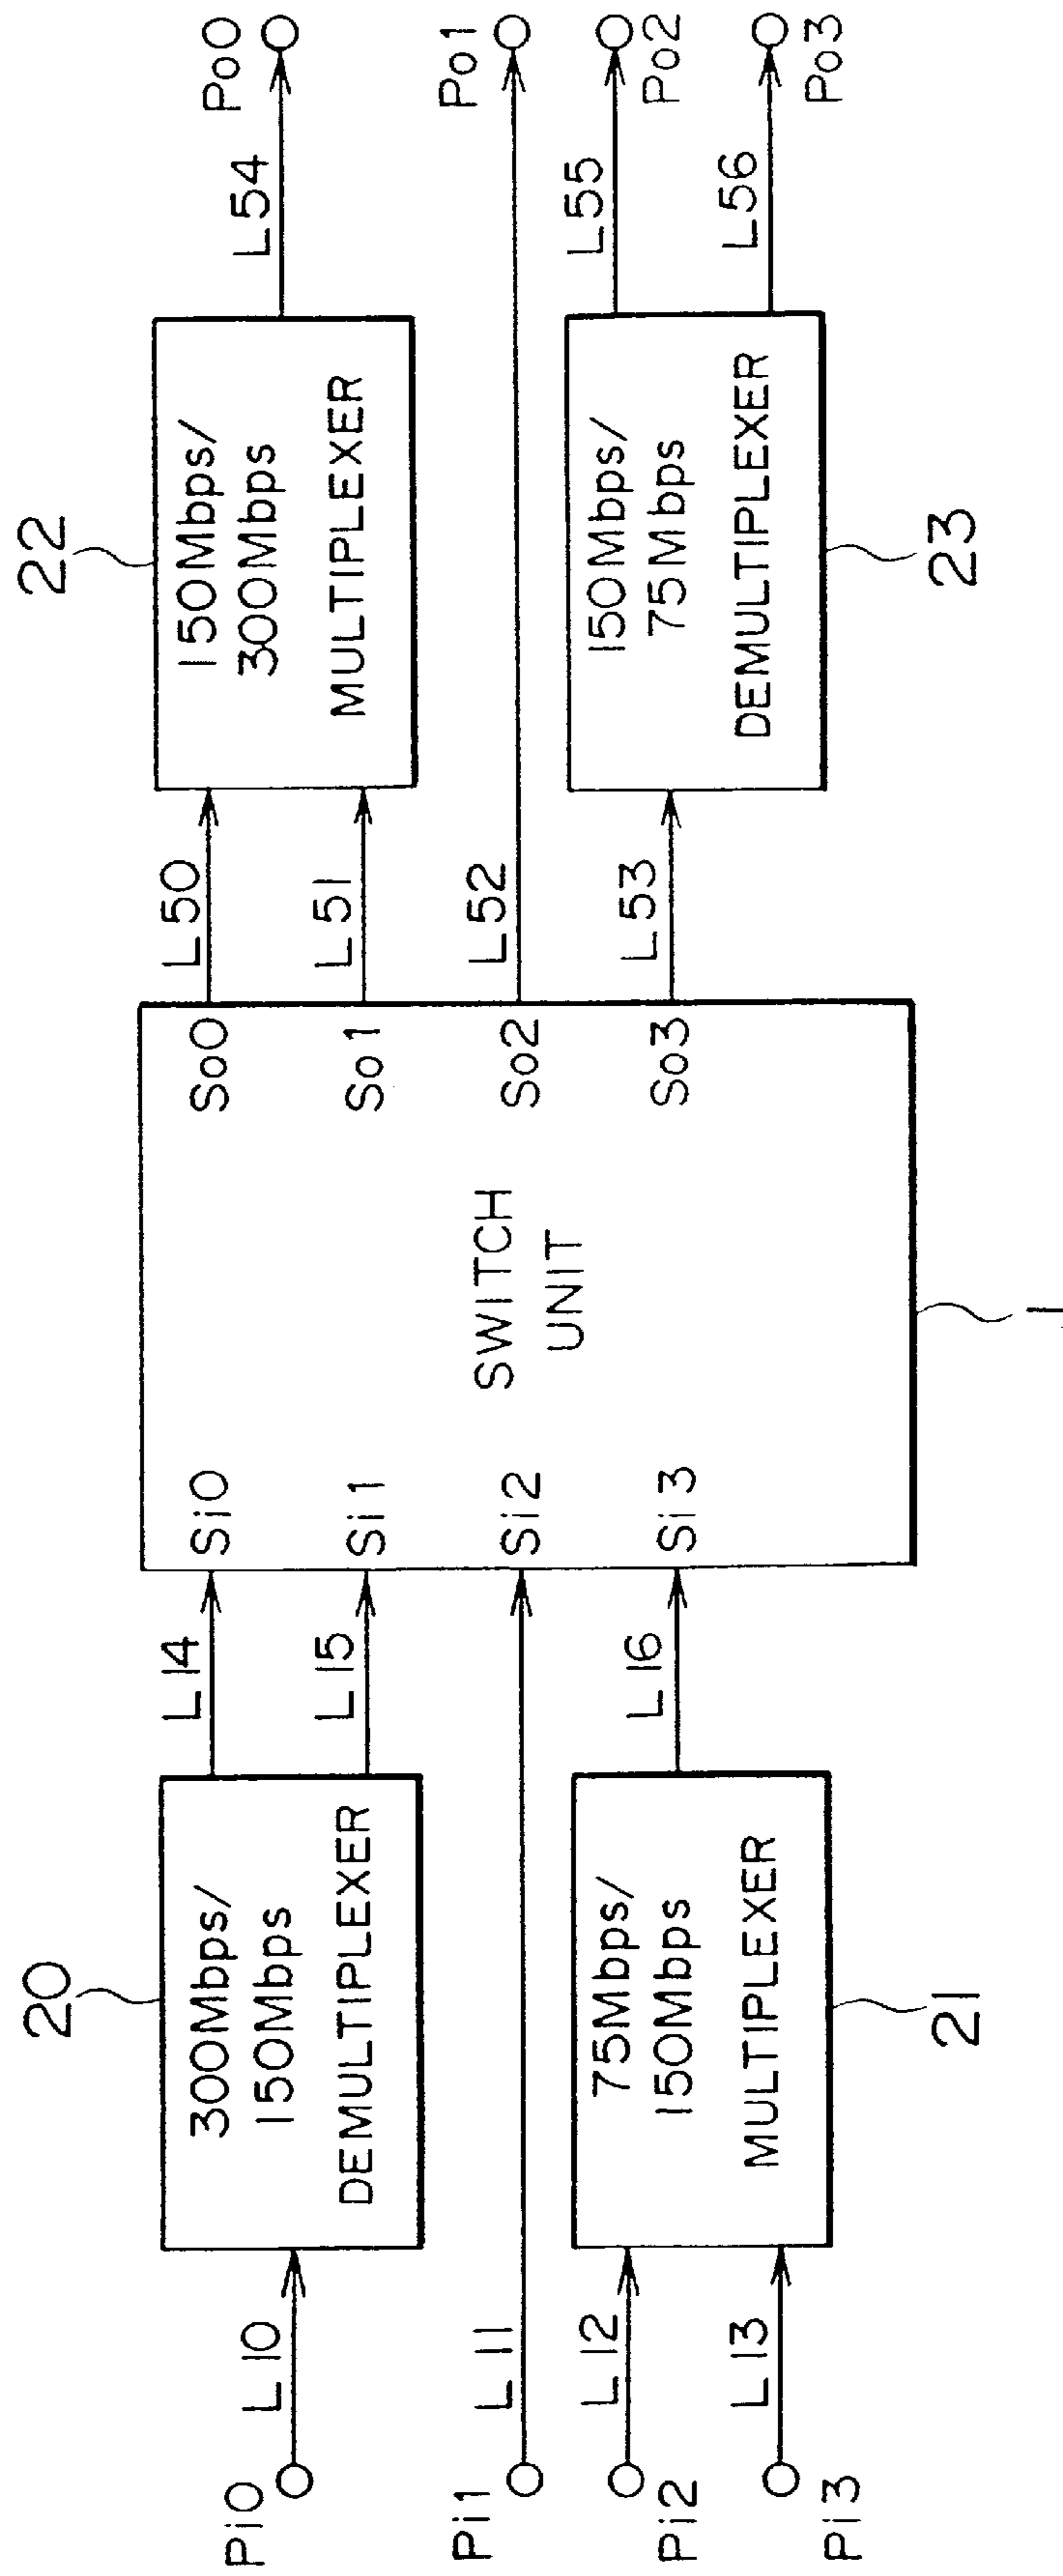 Pi0
L10
20
300Mbps/
150Mbps
DEMULTIPLEXER
L14
L15
Pi1
L11
Pi2
L12
Pi3
L13
75Mbps/
150Mbps
MULTIPLEXER
21
L16
Si0
Si1
Si2
Si3
SWITCH
UNIT
1
So0
So1
So2
So3
L50
L51
L52
L53
22
150Mbps/
300Mbps
MULTIPLEXER
L54
Po0
Po1
150Mbps/
75Mbps
DEMULTIPLEXER
23
L55
Po2
L56
Po3